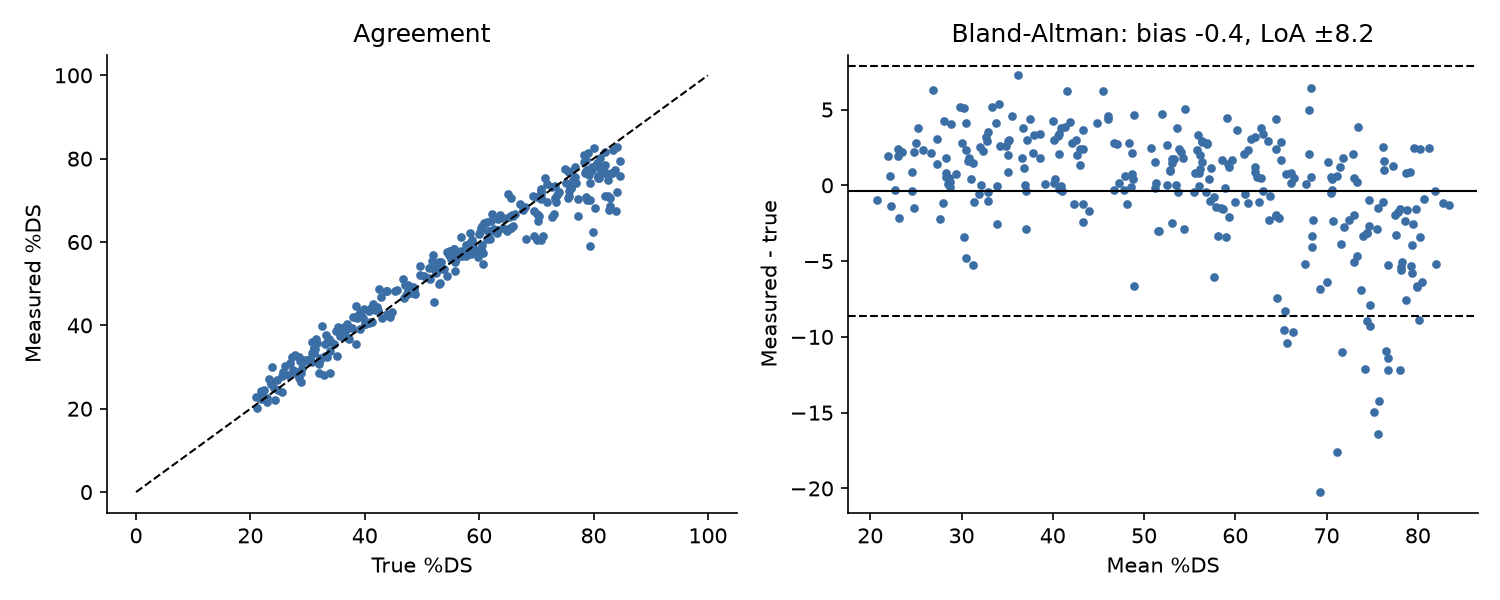 Agreement
Measured %DS
100
80
60
40
20
0
0 20 40 60 80 100
True %DS
Bland-Altman: bias -0.4, LoA ±8.2
Measured - true
5
0
−5
−10
−15
−20
20 30 40 50 60 70 80
Mean %DS